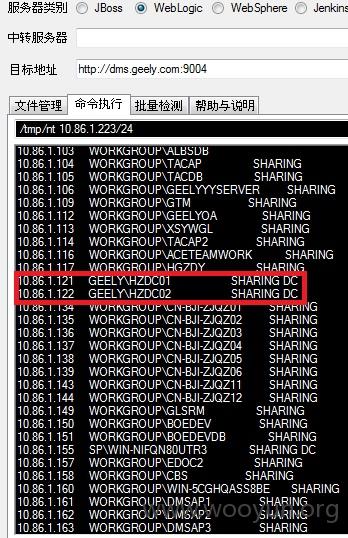 服务器类别 JBoss WebLogic WebSphere Jenkins
中转服务器
目标地址 http://dms.geely.com:9004
文件管理 命令执行 批量检测 帮助与说明
/tmp/nt 10.86.1.223/24
10.86.1.103 WORKGROUP\ALBSDB
10.86.1.104 WORKGROUP\TACAP SHARING
10.86.1.105 WORKGROUP\TACDB SHARING
10.86.1.106 WORKGROUP\GEELYYYSERVER SHARING
10.86.1.109 WORKGROUP\GTM SHARING
10.86.1.112 WORKGROUP\GEELYOA SHARING
10.86.1.113 WORKGROUP\XSYWGL SHARING
10.86.1.114 WORKGROUP\TACAP2 SHARING
10.86.1.116 WORKGROUP\ACETEAMWORK SHARING
10.86.1.117 WORKGROUP\HGZDY SHARING
10.86.1.121 GEELY\HZDC01 SHARING DC
10.86.1.122 GEELY\HZDC02 SHARING DC
10.86.1.134 WORKGROUP\CN-BJI-ZJQZ01 SHARING
10.86.1.135 WORKGROUP\CN-BJI-ZJQZ02 SHARING
10.86.1.136 WORKGROUP\CN-BJI-ZJQZ03 SHARING
10.86.1.137 WORKGROUP\CN-BJI-ZJQZ04 SHARING
10.86.1.138 WORKGROUP\CN-BJI-ZJQZ05 SHARING
10.86.1.139 WORKGROUP\CN-BJI-ZJQZ06 SHARING
10.86.1.143 WORKGROUP\CN-BJI-ZJQZ11 SHARING
10.86.1.144 WORKGROUP\CN-BJI-ZJQZ12 SHARING
10.86.1.149 WORKGROUP\GLSRM SHARING
10.86.1.150 WORKGROUP\BOEDEV SHARING
10.86.1.151 WORKGROUP\BOEDEVDB SHARING
10.86.1.155 SP\WIN-NIFQN80UTR3 SHARING DC
10.86.1.157 WORKGROUP\EDOC2 SHARING
10.86.1.158 WORKGROUP\CBS SHARING
10.86.1.160 WORKGROUP\WIN-5CGHQASS8BE SHARING
10.86.1.161 WORKGROUP\DMSAP1 SHARING
10.86.1.162 WORKGROUP\DMSAP2 SHARING
10.86.1.163 WORKGROUP\DMSAP3 SHARING